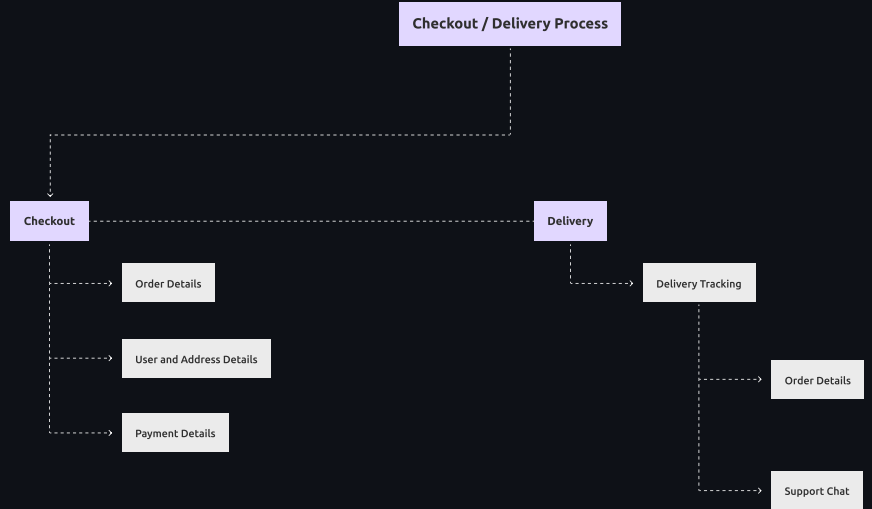 Checkout / Delivery Process
Checkout
Delivery
Order Details
Delivery Tracking
User and Address Details
Order Details
Payment Details
Support Chat